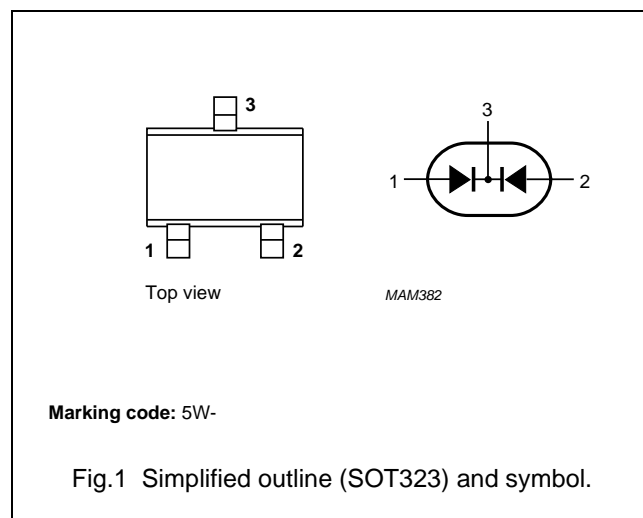 3
3
1
2
1
2
Top view
MAM382
Marking code: 5W-
Fig.1 Simplified outline (SOT323) and symbol.